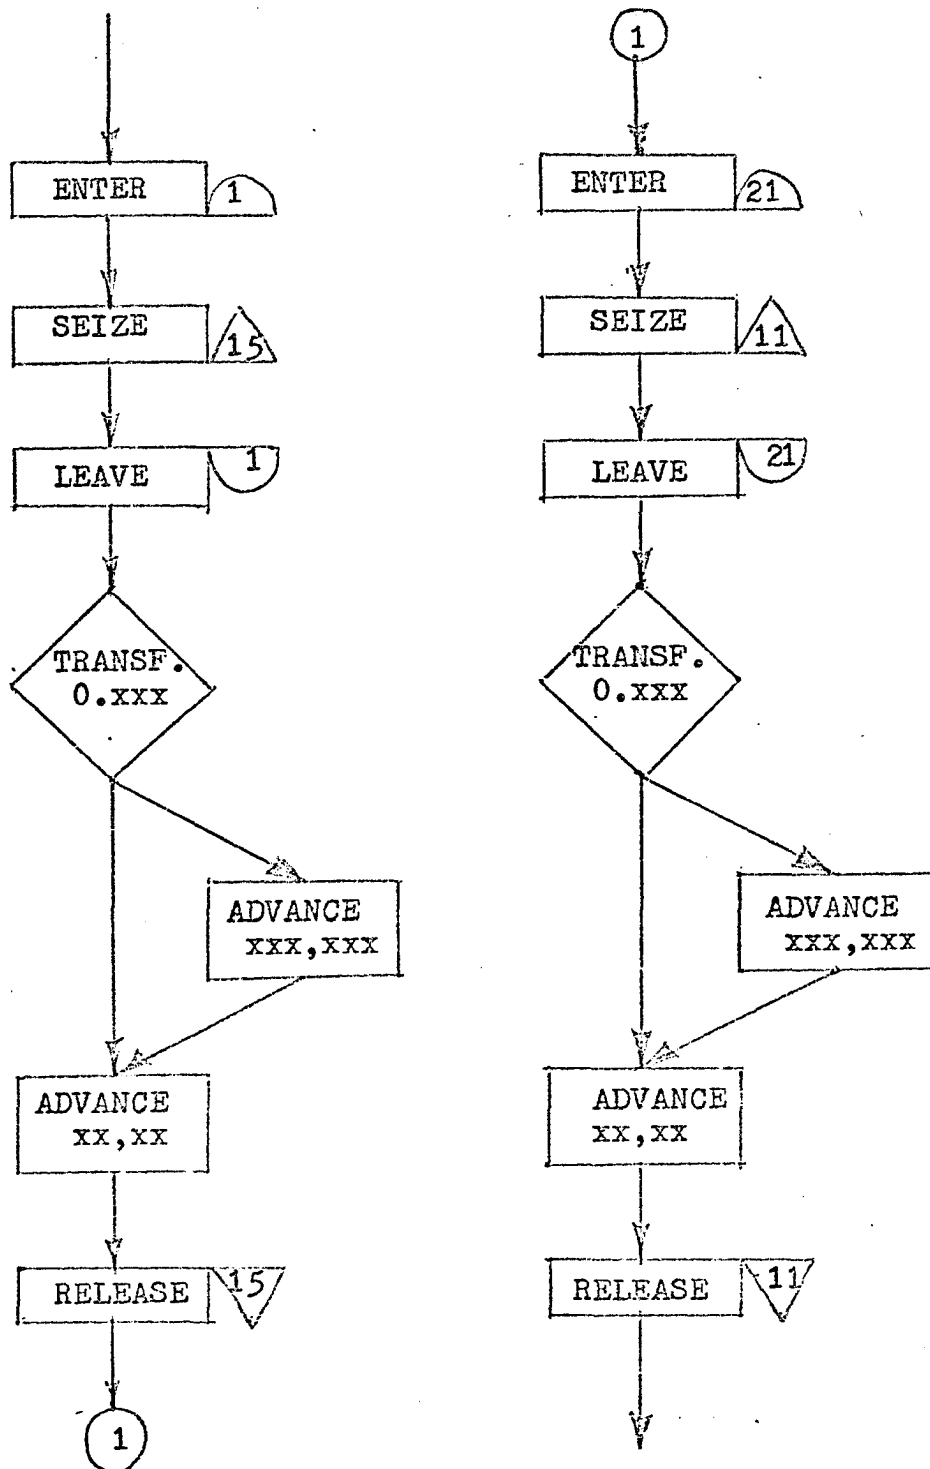 ENTER 1
SEIZE 15
LEAVE 1
TRANSF.
0.xxx
ADVANCE
xxx,xxx
ADVANCE
xx,xx
RELEASE 15
1
1
ENTER 21
SEIZE 11
LEAVE 21
TRANSF.
0.xxx
ADVANCE
xxx,xxx
ADVANCE
xx,xx
RELEASE 11